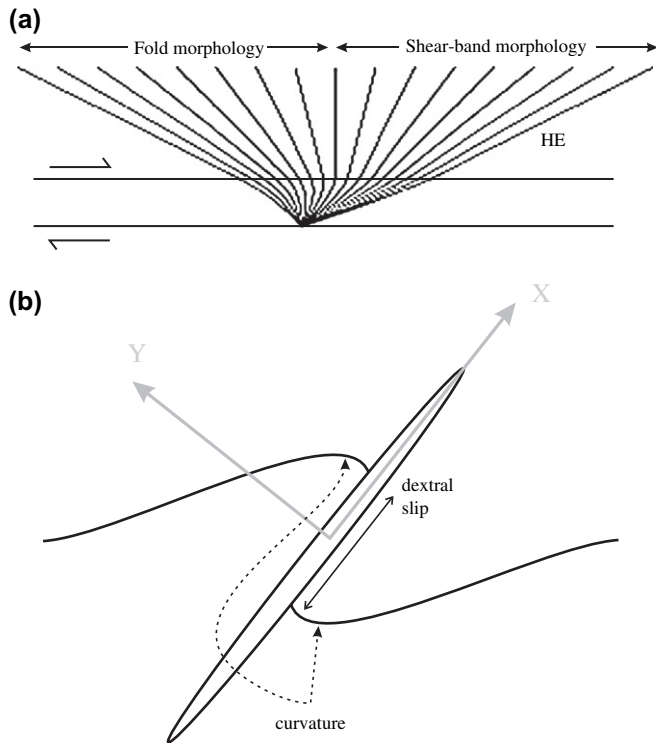 (a)
Fold morphology
Shear-band morphology
HE
(b)
X
Y
dextral
slip
curvature